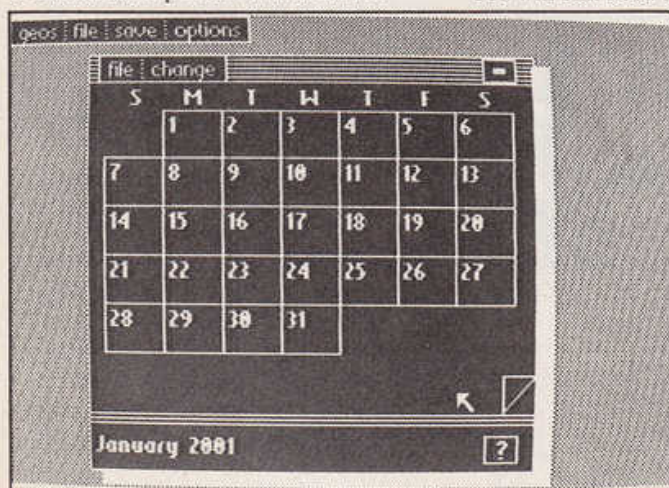 geos file save options
file change
S M T W T F S
1 2 3 4 5 6
7 8 9 10 11 12 13
14 15 16 17 18 19 20
21 22 23 24 25 26 27
28 29 30 31
January 2001 ?